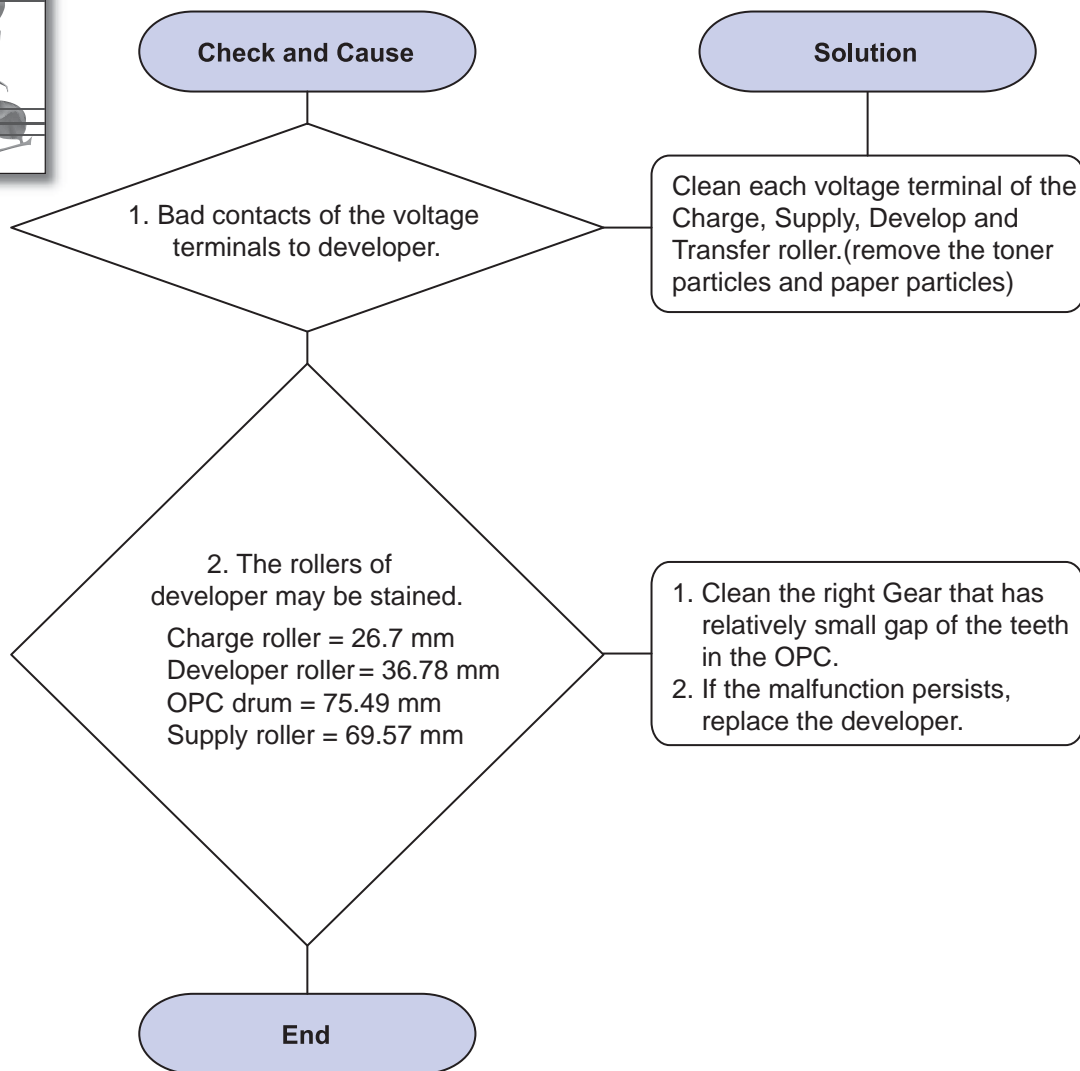 Check and Cause
Solution
1. Bad contacts of the voltage
terminals to developer.
Clean each voltage terminal of the
Charge, Supply, Develop and
Transfer roller.(remove the toner
particles and paper particles)
2. The rollers of
developer may be stained.
Charge roller = 26.7 mm
Developer roller = 36.78 mm
OPC drum = 75.49 mm
Supply roller = 69.57 mm
1. Clean the right Gear that has
relatively small gap of the teeth
in the OPC.
2. If the malfunction persists,
replace the developer.
End